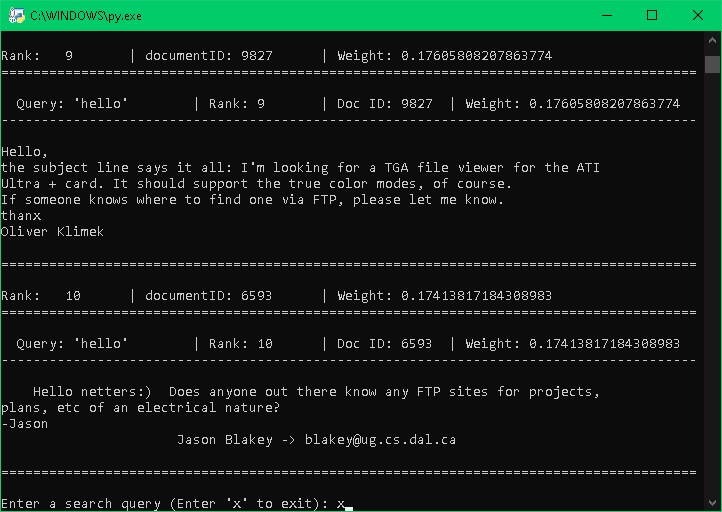 C:\WINDOWS\py.exe
Rank: 9 | documentID: 9827 | Weight: 0.17605808207863774
=======================================================================================
Query: 'hello' | Rank: 9 | Doc ID: 9827 | Weight: 0.17605808207863774
---------------------------------------------------------------------------------------
Hello,
the subject line says it all: I'm looking for a TGA file viewer for the ATI
Ultra + card. It should support the true color modes, of course.
If someone knows where to find one via FTP, please let me know.
thanx
Oliver Klimek
=======================================================================================
Rank: 10 | documentID: 6593 | Weight: 0.17413817184308983
=======================================================================================
Query: 'hello' | Rank: 10 | Doc ID: 6593 | Weight: 0.17413817184308983
---------------------------------------------------------------------------------------
Hello netters:) Does anyone out there know any FTP sites for projects,
plans, etc of an electrical nature?
-Jason
Jason Blakey -> blakey@ug.cs.dal.ca
=======================================================================================
Enter a search query (Enter 'x' to exit): x